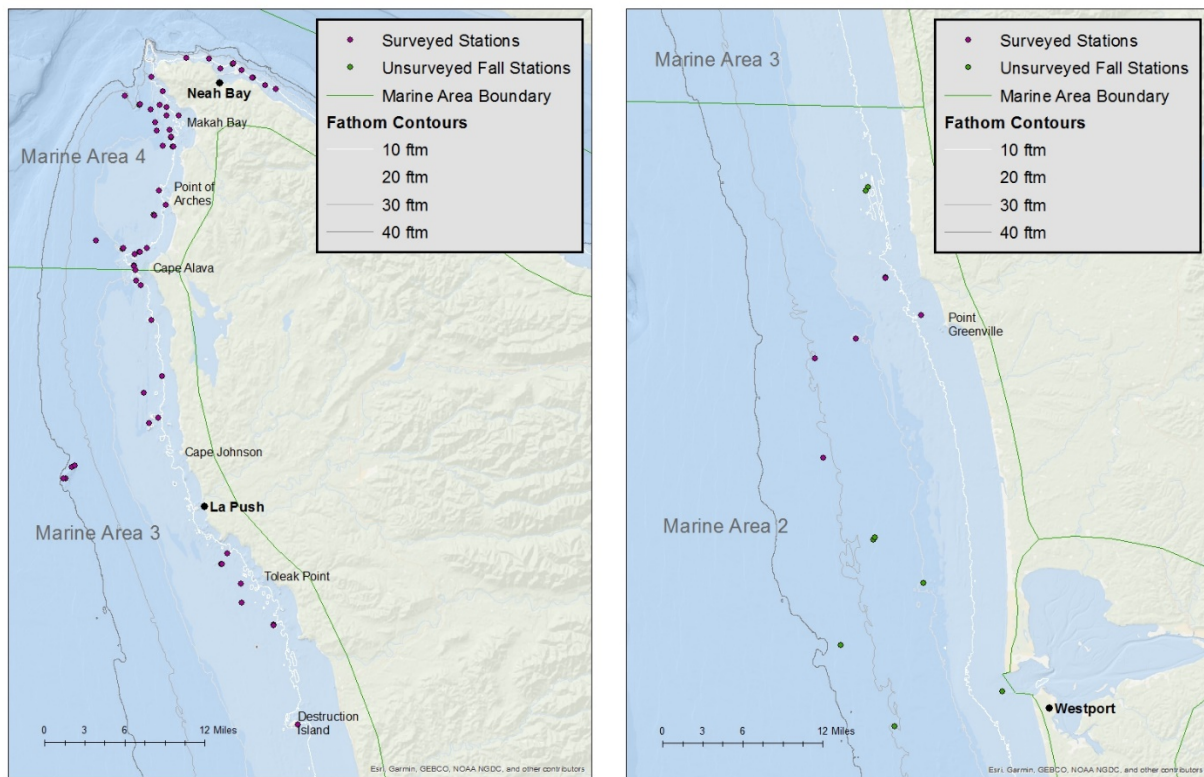 Surveyed Stations
Unsurveyed Fall Stations
Marine Area Boundary
Fathom Contours
10 ftm
20 ftm
30 ftm
40 ftm
Neah Bay
Makah Bay
Marine Area 4
Point of
Arches
Cape Alava
Cape Johnson
La Push
Marine Area 3
Toleak Point
Destruction
Island
0 3 6 12 Miles
Esri, Garmin, GEBCO, NOAA NGDC, and other contributors
Marine Area 3
Surveyed Stations
Unsurveyed Fall Stations
Marine Area Boundary
Fathom Contours
10 ftm
20 ftm
30 ftm
40 ftm
Point
Greenville
Marine Area 2
Westport
0 3 6 12 Miles
Esri, Garmin, GEBCO, NOAA NGDC, and other contributors